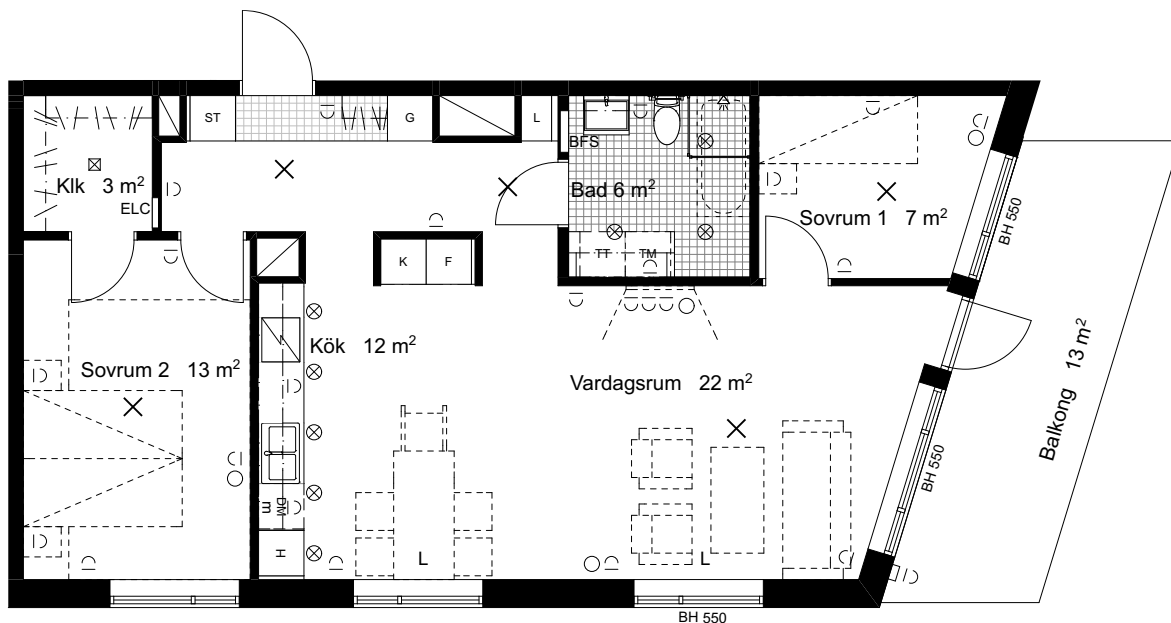 ST
G
L
BFS
Klk 3 m²
ELC
Bad 6 m²
Sovrum 1 7 m²
BH 550
TT
TM
K
F
Kök 12 m²
Sovrum 2 13 m²
Vardagsrum 22 m²
Balkong 13 m²
BH 550
DM
m
H
L
L
BH 550